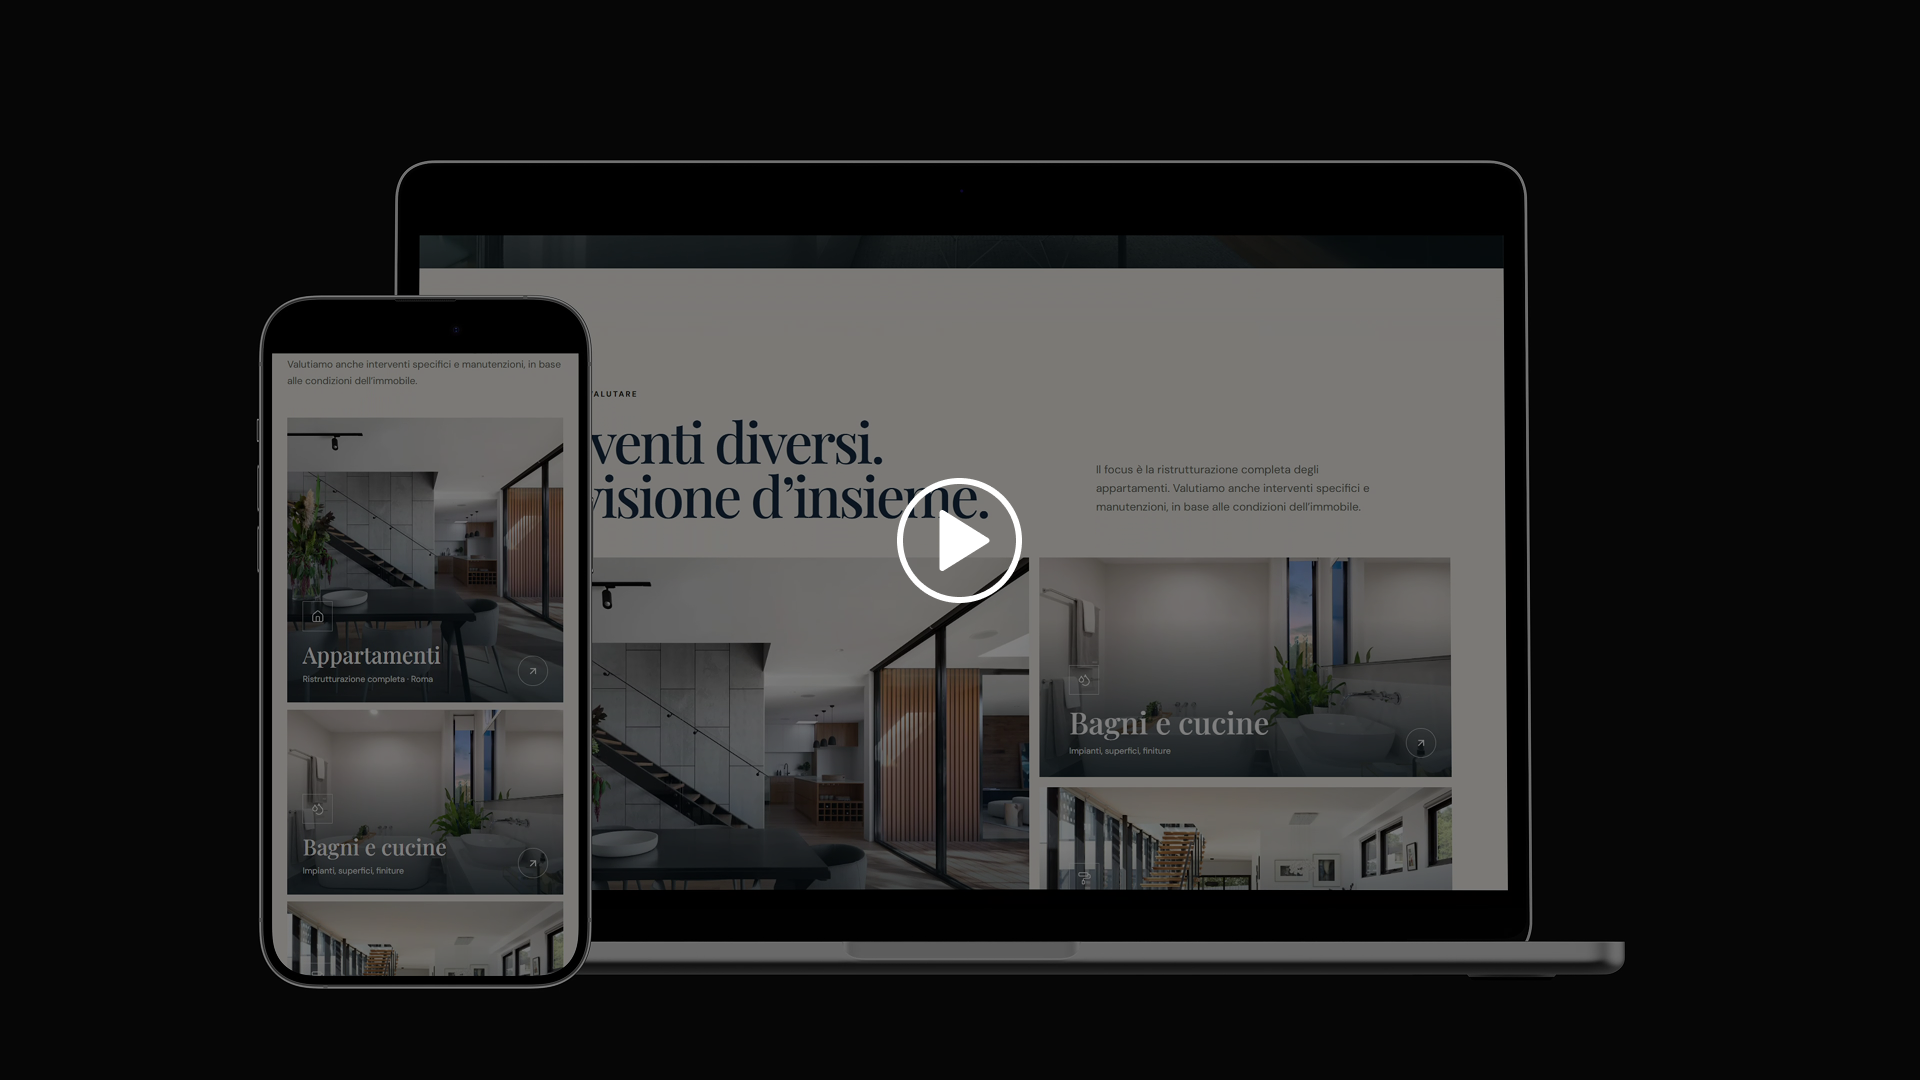 Valutiamo anche interventi specifici e manutenzioni, in base
alle condizioni dell'immobile.
Appartamenti
Ristrutturazione completa · Roma
Bagni e cucine
Impianti, superfici, finiture
ALUTARE
venti diversi.
visione d'insieme.
Il focus è la ristrutturazione completa degli
appartamenti. Valutiamo anche interventi specifici e
manutenzioni, in base alle condizioni dell'immobile.
Bagni e cucine
Impianti, superfici, finiture